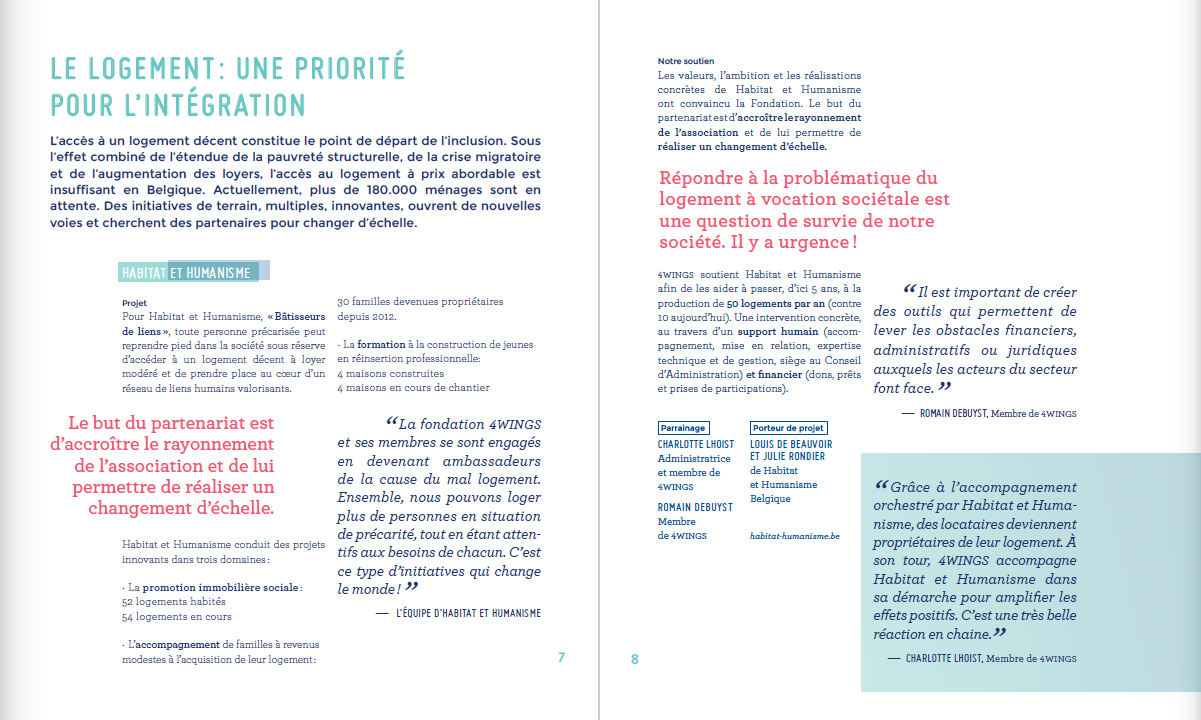 LE LOGEMENT: UNE PRIORITÉ
POUR L'INTÉGRATION
L'accès à un logement décent constitue le point de départ de l'inclusion. Sous
l'effet combiné de l'étendue de la pauvreté structurelle, de la crise migratoire
et de l'augmentation des loyers, l'accès au logement à prix abordable est
insuffisant en Belgique. Actuellement, plus de 180.000 ménages sont en
attente. Des initiatives de terrain, multiples, innovantes, ouvrent de nouvelles
voies et cherchent des partenaires pour changer d'échelle.
HABITAT ET HUMANISME
Projet
Pour Habitat et Humanisme, «Bâtisseurs
de liens», toute personne précarisée peut
reprendre pied dans la société sous réserve
d'accéder à un logement décent à loyer
modéré et de prendre place au cœur d'un
réseau de liens humains valorisants.
Le but du partenariat est
d'accroître le rayonnement
de l'association et de lui
permettre de réaliser un
changement d'échelle.
Habitat et Humanisme conduit des projets
innovants dans trois domaines:
· La promotion immobilière sociale:
52 logements habités
54 logements en cours
· L'accompagnement de familles à revenus
modestes à l'acquisition de leur logement:
30 familles devenues propriétaires
depuis 2012.
· La formation à la construction de jeunes
en réinsertion professionnelle:
4 maisons construites
4 maisons en cours de chantier
“La fondation 4WINGS
et ses membres se sont engagés
en devenant ambassadeurs
de la cause du mal logement.
Ensemble, nous pouvons loger
plus de personnes en situation
de précarité, tout en étant atten-
tifs aux besoins de chacun. C'est
ce type d'initiatives qui change
le monde!”
— L'ÉQUIPE D'HABITAT ET HUMANISME
7
Notre soutien
Les valeurs, l'ambition et les réalisations
concrètes de Habitat et Humanisme
ont convaincu la Fondation. Le but du
partenariat est d'accroître le rayonnement
de l'association et de lui permettre de
réaliser un changement d'échelle.
Répondre à la problématique du
logement à vocation sociétale est
une question de survie de notre
société. Il y a urgence!
4WINGS soutient Habitat et Humanisme
afin de les aider à passer, d'ici 5 ans, à la
production de 50 logements par an (contre
10 aujourd'hui). Une intervention concrète,
au travers d'un support humain (accom-
pagnement, mise en relation, expertise
technique et de gestion, siège au Conseil
d'Administration) et financier (dons, prêts
et prises de participations).
Parrainage
CHARLOTTE LHOIST
Administratrice
et membre de
4WINGS
ROMAIN DEBUYST
Membre
de 4WINGS
Porteur de projet
LOUIS DE BEAUVOIR
ET JULIE RONDIER
de Habitat
et Humanisme
Belgique
habitat-humanisme.be
“Il est important de créer
des outils qui permettent de
lever les obstacles financiers,
administratifs ou juridiques
auxquels les acteurs du secteur
font face.”
— ROMAIN DEBUYST, Membre de 4WINGS
“Grâce à l'accompagnement
orchestré par Habitat et Huma-
nisme, des locataires deviennent
propriétaires de leur logement. À
son tour, 4WINGS accompagne
Habitat et Humanisme dans
sa démarche pour amplifier les
effets positifs. C'est une très belle
réaction en chaine.”
— CHARLOTTE LHOIST, Membre de 4WINGS
8